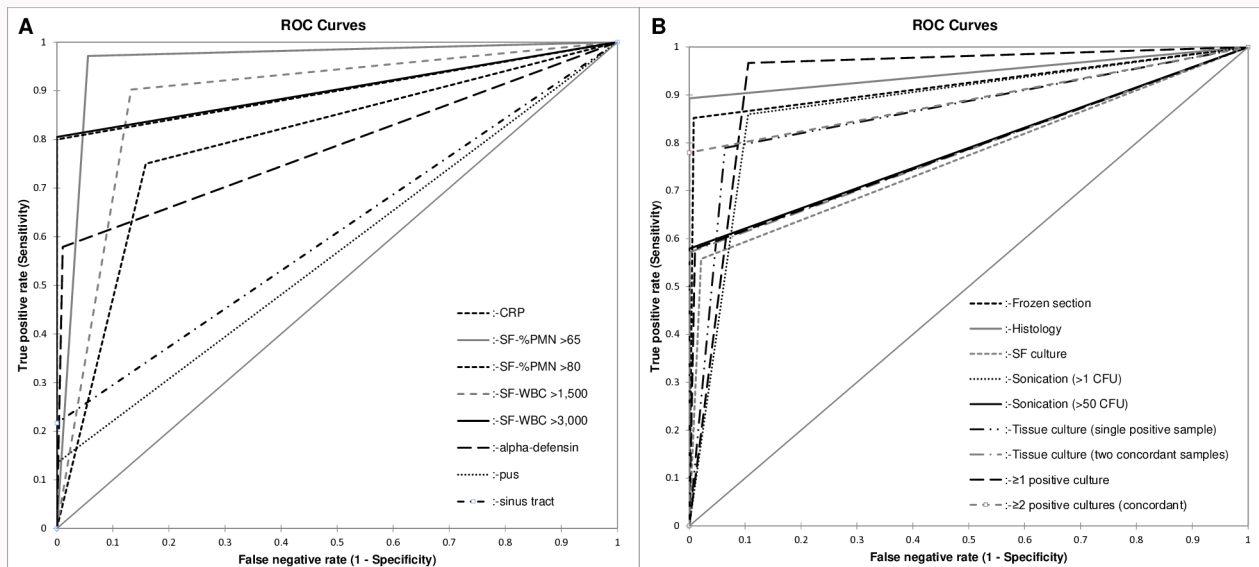 A
ROC Curves
1
0.9
0.8
0.7
0.6
0.5
0.4
0.3
0.2
0.1
0
True positive rate (Sensitivity)
:-CRP
:-SF-%PMN >65
:-SF-%PMN >80
:-SF-WBC >1,500
:-SF-WBC >3,000
:-alpha-defensin
:-pus
:-sinus tract
0 0.1 0.2 0.3 0.4 0.5 0.6 0.7 0.8 0.9 1
False negative rate (1 - Specificity)
B
ROC Curves
1
0.9
0.8
0.7
0.6
0.5
0.4
0.3
0.2
0.1
0
True positive rate (Sensitivity)
:-Frozen section
:-Histology
:-SF culture
:-Sonication (>1 CFU)
:-Sonication (>50 CFU)
:-Tissue culture (single positive sample)
:-Tissue culture (two concordant samples)
:-≥1 positive culture
:-≥2 positive cultures (concordant)
0 0.1 0.2 0.3 0.4 0.5 0.6 0.7 0.8 0.9 1
False negative rate (1 - Specificity)